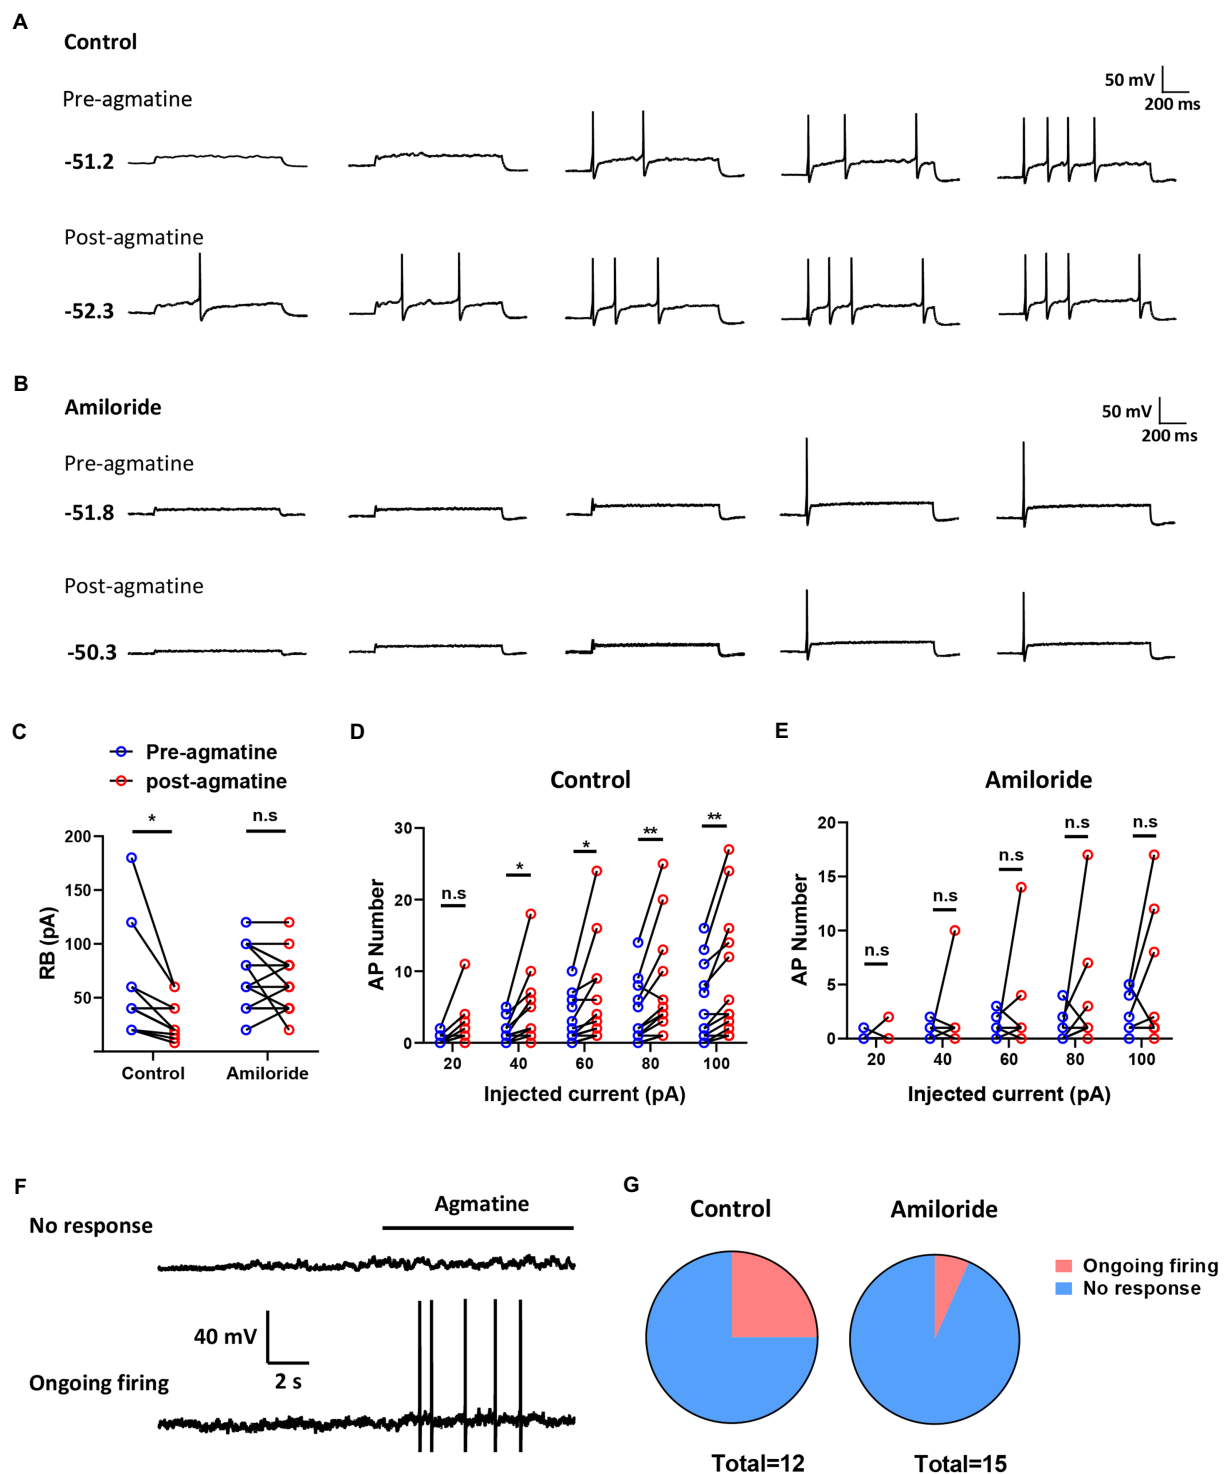 A
Control
Pre-agmatine
50 mV
200 ms
-51.2
Post-agmatine
-52.3
B
Amiloride
50 mV
200 ms
Pre-agmatine
-51.8
Post-agmatine
-50.3
C
Pre-agmatine
post-agmatine
RB (pA)
200
150
100
50
*
n.s
Control
Amiloride
D
Control
AP Number
30
20
10
0
n.s
*
*
**
**
20
40
60
80
100
Injected current (pA)
E
Amiloride
AP Number
20
15
10
5
0
n.s
n.s
n.s
n.s
n.s
20
40
60
80
100
Injected current (pA)
F
Agmatine
No response
40 mV
2 s
Ongoing firing
G
Control
Amiloride
Ongoing firing
No response
Total=12
Total=15